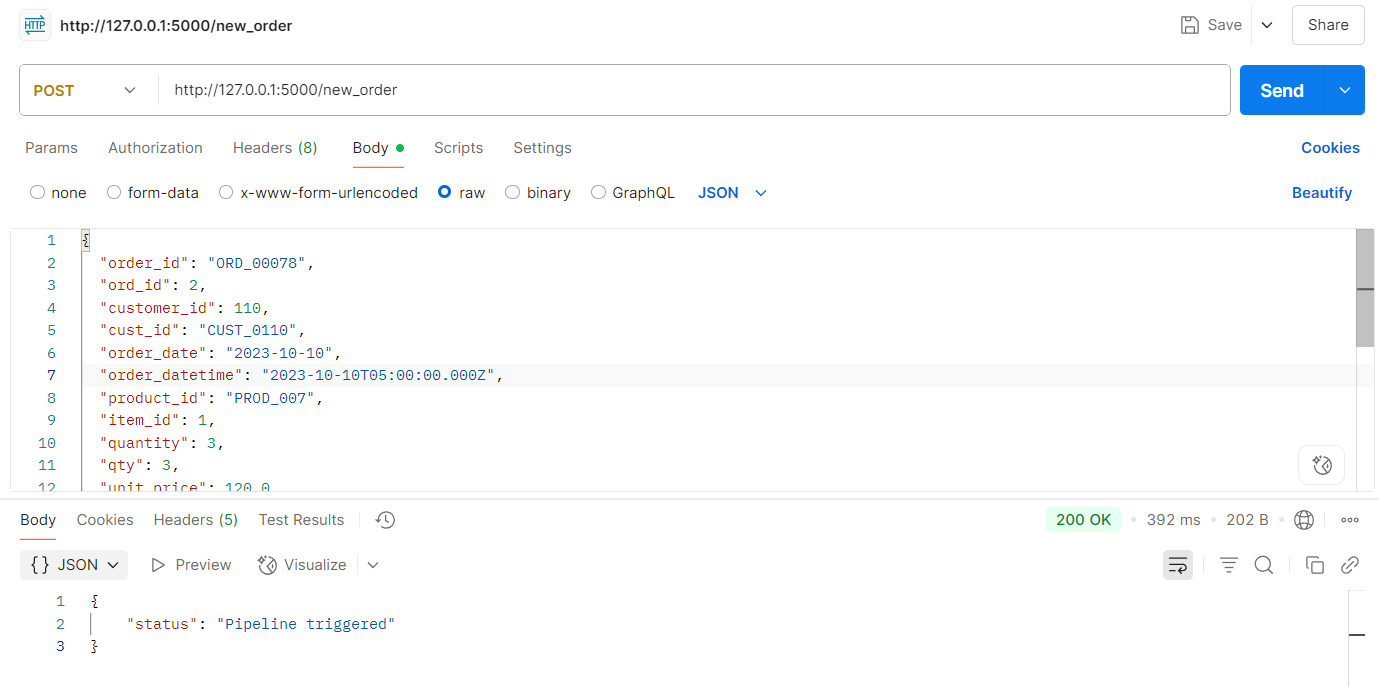 HTTP http://127.0.0.1:5000/new_order Save Share
POST http://127.0.0.1:5000/new_order Send
Params Authorization Headers (8) Body Scripts Settings Cookies
none form-data x-www-form-urlencoded raw binary GraphQL JSON Beautify
1 {
2 "order_id": "ORD_00078",
3 "ord_id": 2,
4 "customer_id": 110,
5 "cust_id": "CUST_0110",
6 "order_date": "2023-10-10",
7 "order_datetime": "2023-10-10T05:00:00.000Z",
8 "product_id": "PROD_007",
9 "item_id": 1,
10 "quantity": 3,
11 "qty": 3,
12 "unit_price": 120.0
Body Cookies Headers (5) Test Results 200 OK 392 ms 202 B
{} JSON Preview Visualize
1 {
2 "status": "Pipeline triggered"
3 }